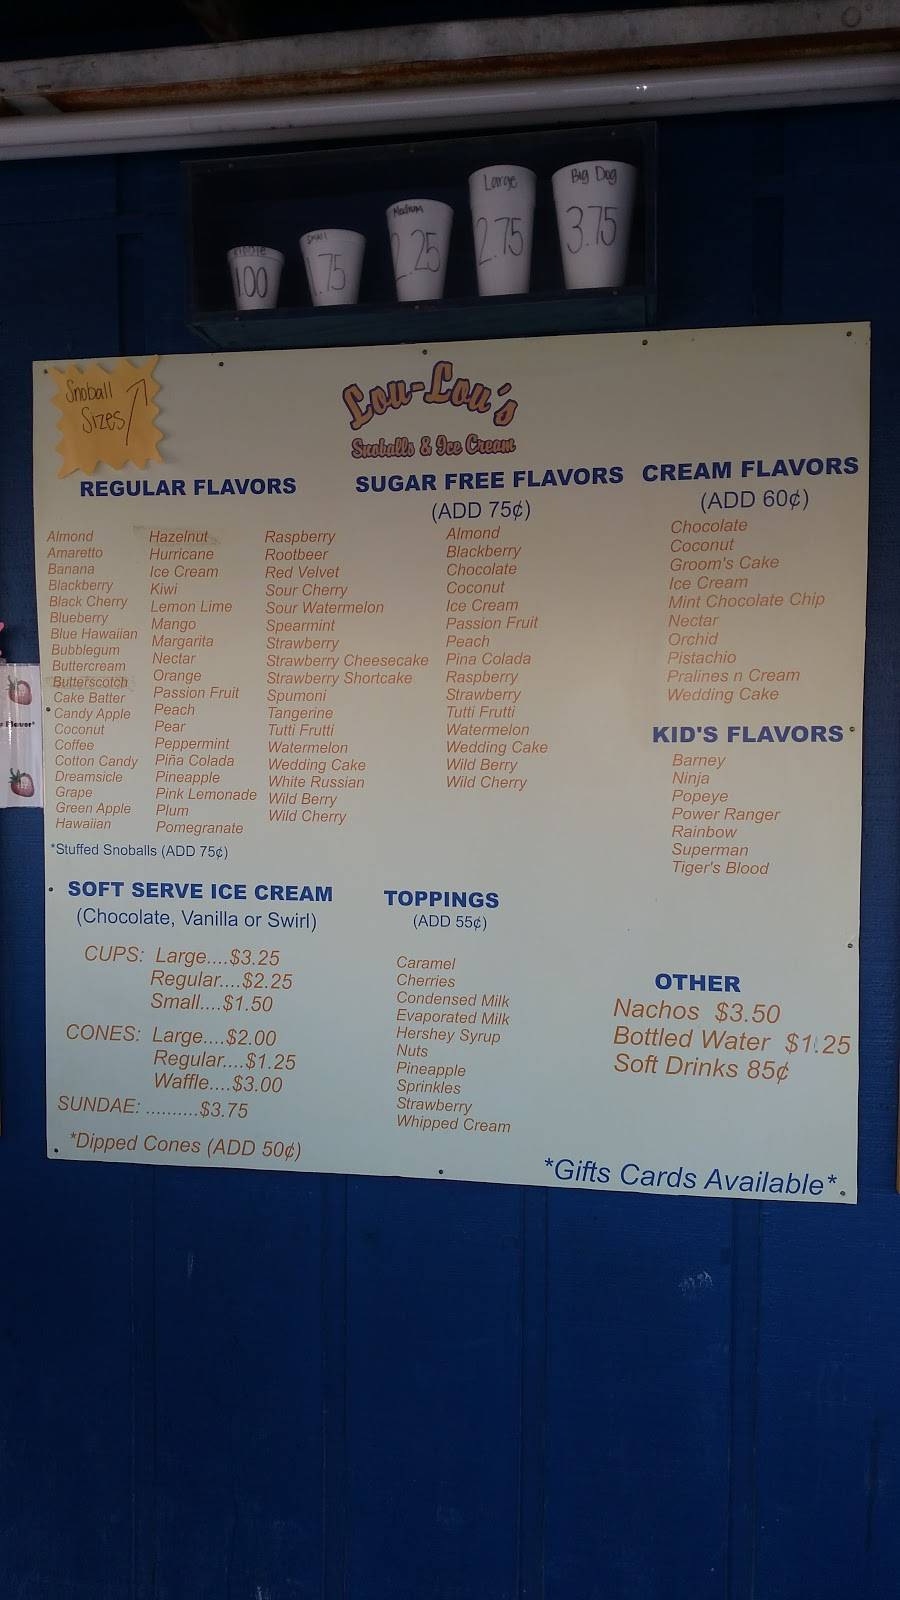 100
Small
.75
Medium
2.25
Large
2.75
Big Dog
3.75
Snoball
Sizes
Lou-Lou's
Snoballs & Ice Cream
REGULAR FLAVORS
Almond
Amaretto
Banana
Blackberry
Black Cherry
Blueberry
Blue Hawaiian
Bubblegum
Buttercream
Butterscotch
Cake Batter
Candy Apple
Coconut
Coffee
Cotton Candy
Dreamsicle
Grape
Green Apple
Hawaiian
Hazelnut
Hurricane
Ice Cream
Kiwi
Lemon Lime
Mango
Margarita
Nectar
Orange
Passion Fruit
Peach
Pear
Peppermint
Piña Colada
Pineapple
Pink Lemonade
Plum
Pomegranate
Raspberry
Rootbeer
Red Velvet
Sour Cherry
Sour Watermelon
Spearmint
Strawberry
Strawberry Cheesecake
Strawberry Shortcake
Spumoni
Tangerine
Tutti Frutti
Watermelon
Wedding Cake
White Russian
Wild Berry
Wild Cherry
*Stuffed Snoballs (ADD 75¢)
SUGAR FREE FLAVORS
(ADD 75¢)
Almond
Blackberry
Chocolate
Coconut
Ice Cream
Passion Fruit
Peach
Pina Colada
Raspberry
Strawberry
Tutti Frutti
Watermelon
Wedding Cake
Wild Berry
Wild Cherry
CREAM FLAVORS
(ADD 60¢)
Chocolate
Coconut
Groom's Cake
Ice Cream
Mint Chocolate Chip
Nectar
Orchid
Pistachio
Pralines n Cream
Wedding Cake
KID'S FLAVORS
Barney
Ninja
Popeye
Power Ranger
Rainbow
Superman
Tiger's Blood
SOFT SERVE ICE CREAM
(Chocolate, Vanilla or Swirl)
CUPS: Large....$3.25
Regular....$2.25
Small....$1.50
CONES: Large....$2.00
Regular....$1.25
Waffle....$3.00
SUNDAE: ..........$3.75
*Dipped Cones (ADD 50¢)
TOPPINGS
(ADD 55¢)
Caramel
Cherries
Condensed Milk
Evaporated Milk
Hershey Syrup
Nuts
Pineapple
Sprinkles
Strawberry
Whipped Cream
OTHER
Nachos $3.50
Bottled Water $1.25
Soft Drinks 85¢
*Gifts Cards Available*